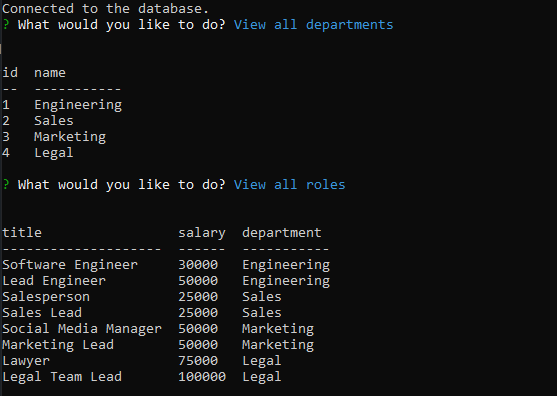 Connected to the database.
? What would you like to do? View all departments
id  name
--  -----------
1   Engineering
2   Sales
3   Marketing
4   Legal
? What would you like to do? View all roles
title                 salary  department
--------------------  ------  -----------
Software Engineer     30000   Engineering
Lead Engineer         50000   Engineering
Salesperson           25000   Sales
Sales Lead            25000   Sales
Social Media Manager  50000   Marketing
Marketing Lead        50000   Marketing
Lawyer                75000   Legal
Legal Team Lead       100000  Legal